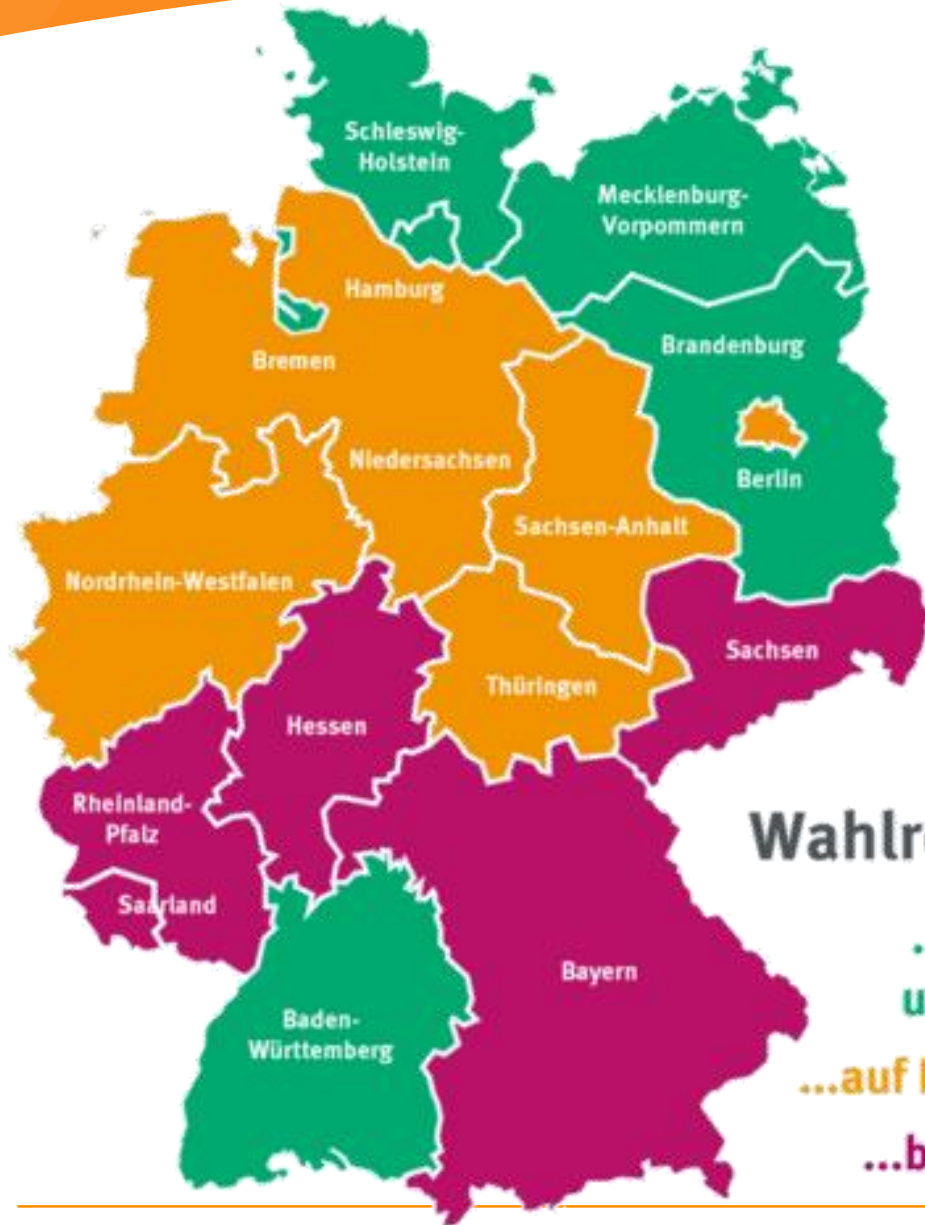 Schleswig-
Holstein
Mecklenburg-
Vorpommern
Hamburg
Bremen
Brandenburg
Niedersachsen
Berlin
Sachsen-Anhalt
Nordrhein-Westfalen
Sachsen
Thüringen
Hessen
Rheinland-
Pfalz
Saarland
Bayern
Baden-
Württemberg
...auf